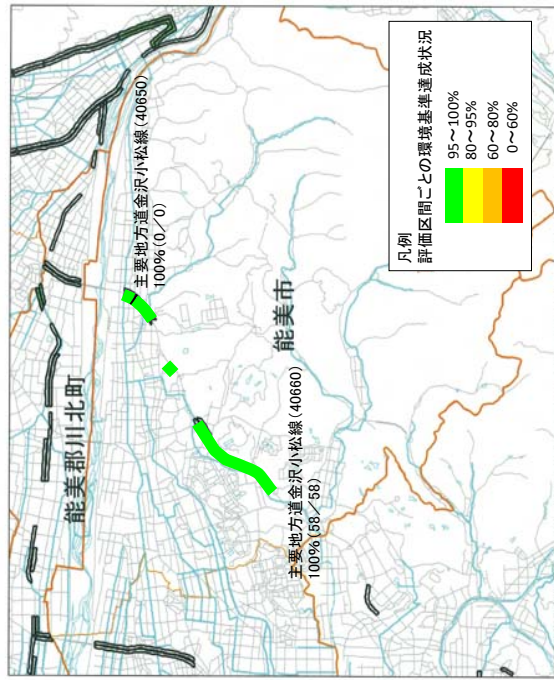 能美郡川北町
主要地方道金沢小松線(40650)
100%(0/0)
能美市
主要地方道金沢小松線(40660)
100%(58/58)
凡例
評価区間ごとの環境基準達成状況
95～100%
80～95%
60～80%
0～60%